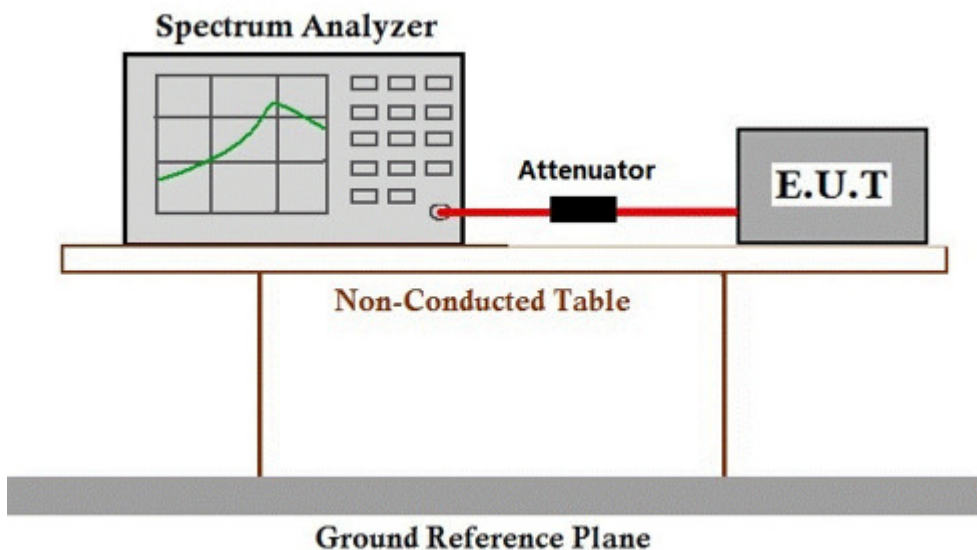 Spectrum Analyzer
Attenuator
E.U.T
Non-Conducted Table
Ground Reference Plane